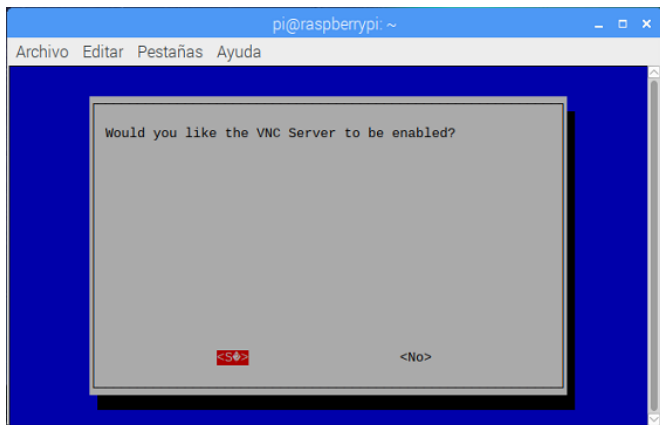 pi@raspberrypi: ~
Archivo Editar Pestañas Ayuda
Would you like the VNC Server to be enabled?
<S�> <No>